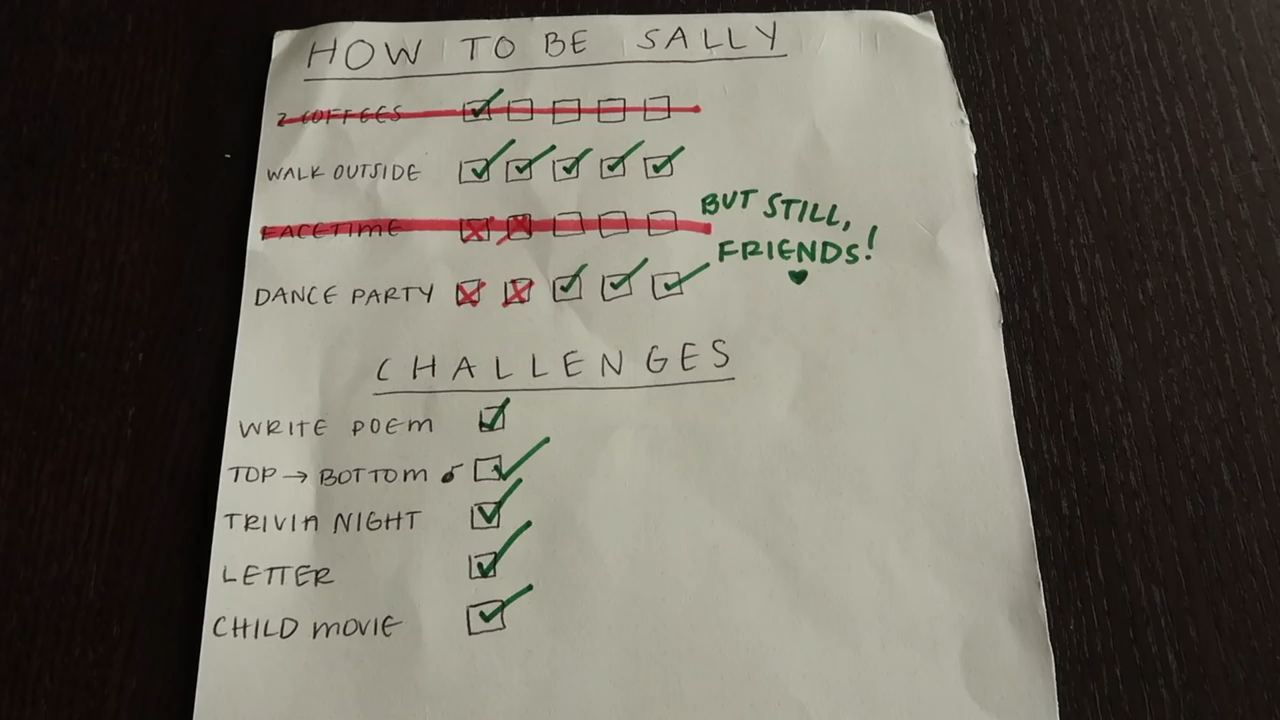 HOW TO BE SALLY
2 COFFEES
WALK OUTSIDE
FACETIME
BUT STILL,
FRIENDS!
DANCE PARTY
CHALLENGES
WRITE POEM
TOP → BOTTOM
TRIVIA NIGHT
LETTER
CHILD MOVIE